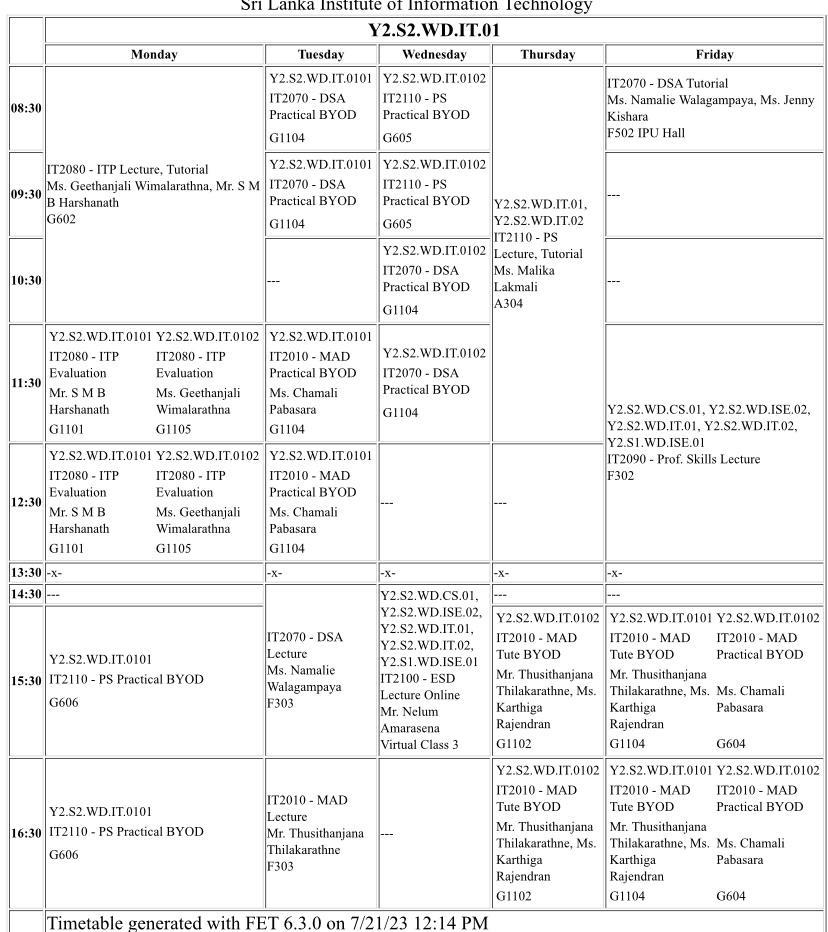 Sri Lanka Institute of Information Technology
Y2.S2.WD.IT.01
Monday
Tuesday
Wednesday
Thursday
Friday
08:30
IT2080 - ITP Lecture, Tutorial
Ms. Geethanjali Wimalarathna, Mr. S M
B Harshanath
G602
Y2.S2.WD.IT.0101
IT2070 - DSA
Practical BYOD
G1104
Y2.S2.WD.IT.0102
IT2110 - PS
Practical BYOD
G605
Y2.S2.WD.IT.01,
Y2.S2.WD.IT.02
IT2110 - PS
Lecture, Tutorial
Ms. Malika
Lakmali
A304
IT2070 - DSA Tutorial
Ms. Namalie Walagampaya, Ms. Jenny
Kishara
F502 IPU Hall
09:30
Y2.S2.WD.IT.0101
IT2070 - DSA
Practical BYOD
G1104
Y2.S2.WD.IT.0102
IT2110 - PS
Practical BYOD
G605
---
10:30
---
Y2.S2.WD.IT.0102
IT2070 - DSA
Practical BYOD
G1104
---
11:30
Y2.S2.WD.IT.0101
IT2080 - ITP
Evaluation
Mr. S M B
Harshanath
G1101
Y2.S2.WD.IT.0102
IT2080 - ITP
Evaluation
Ms. Geethanjali
Wimalarathna
G1105
Y2.S2.WD.IT.0101
IT2010 - MAD
Practical BYOD
Ms. Chamali
Pabasara
G1104
Y2.S2.WD.IT.0102
IT2070 - DSA
Practical BYOD
G1104
Y2.S2.WD.CS.01, Y2.S2.WD.ISE.02,
Y2.S2.WD.IT.01, Y2.S2.WD.IT.02,
Y2.S1.WD.ISE.01
IT2090 - Prof. Skills Lecture
F302
12:30
Y2.S2.WD.IT.0101
IT2080 - ITP
Evaluation
Mr. S M B
Harshanath
G1101
Y2.S2.WD.IT.0102
IT2080 - ITP
Evaluation
Ms. Geethanjali
Wimalarathna
G1105
Y2.S2.WD.IT.0101
IT2010 - MAD
Practical BYOD
Ms. Chamali
Pabasara
G1104
---
---
13:30
-x-
-x-
-x-
-x-
-x-
14:30
---
IT2070 - DSA
Lecture
Ms. Namalie
Walagampaya
F303
Y2.S2.WD.CS.01,
Y2.S2.WD.ISE.02,
Y2.S2.WD.IT.01,
Y2.S2.WD.IT.02,
Y2.S1.WD.ISE.01
IT2100 - ESD
Lecture Online
Mr. Nelum
Amarasena
Virtual Class 3
---
---
15:30
Y2.S2.WD.IT.0101
IT2110 - PS Practical BYOD
G606
Y2.S2.WD.IT.0102
IT2010 - MAD
Tute BYOD
Mr. Thusithanjana
Thilakarathne, Ms.
Karthiga
Rajendran
G1102
Y2.S2.WD.IT.0101
IT2010 - MAD
Tute BYOD
Mr. Thusithanjana
Thilakarathne, Ms.
Karthiga
Rajendran
G1104
Y2.S2.WD.IT.0102
IT2010 - MAD
Practical BYOD
Ms. Chamali
Pabasara
G604
16:30
Y2.S2.WD.IT.0101
IT2110 - PS Practical BYOD
G606
IT2010 - MAD
Lecture
Mr. Thusithanjana
Thilakarathne
F303
---
Y2.S2.WD.IT.0102
IT2010 - MAD
Tute BYOD
Mr. Thusithanjana
Thilakarathne, Ms.
Karthiga
Rajendran
G1102
Y2.S2.WD.IT.0101
IT2010 - MAD
Tute BYOD
Mr. Thusithanjana
Thilakarathne, Ms.
Karthiga
Rajendran
G1104
Y2.S2.WD.IT.0102
IT2010 - MAD
Practical BYOD
Ms. Chamali
Pabasara
G604
Timetable generated with FET 6.3.0 on 7/21/23 12:14 PM